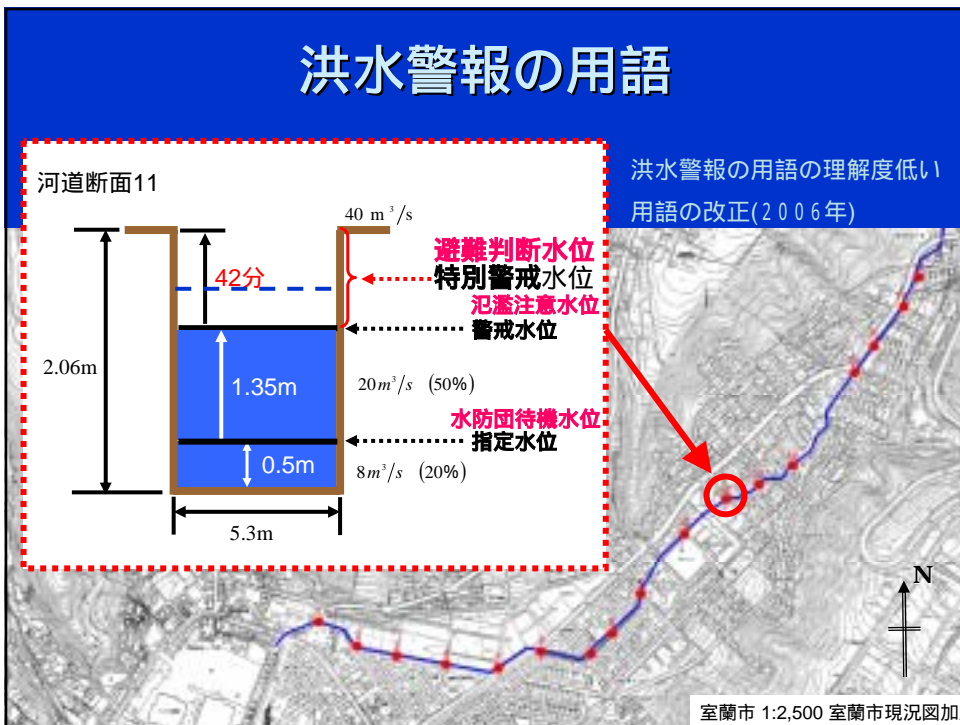 洪水警報の用語
洪水警報の用語の理解度低い
用語の改正(2006年)
河道断面11
40 m³/s
避難判断水位
特別警戒水位
42分
氾濫注意水位
警戒水位
2.06m
1.35m
20m³/s (50%)
水防団待機水位
指定水位
0.5m
8m³/s (20%)
5.3m
N
室蘭市 1:2,500 室蘭市現況図加